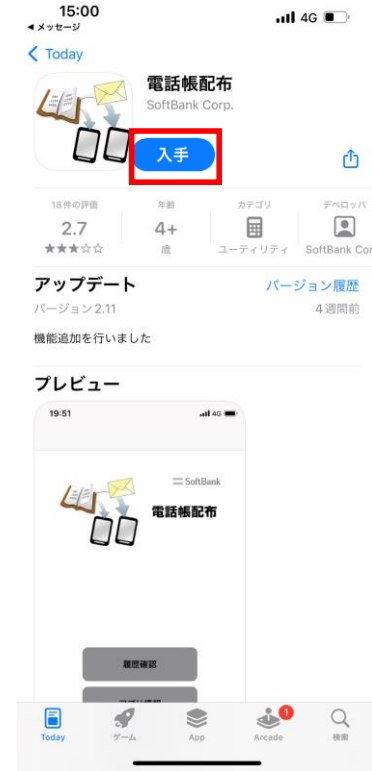 15:00
4G
◀ メッセージ
Today
電話帳配布
SoftBank Corp.
入手
18件の評価
年齢
カテゴリ
デベロッパ
2.7
4+
★★★☆☆
歳
ユーティリティ
SoftBank Cor
アップデート
バージョン履歴
バージョン 2.11
4週間前
機能追加を行いました
プレビュー
19:51
4G
SoftBank
電話帳配布
履歴確認
1
Today
ゲーム
App
Arcade
検索